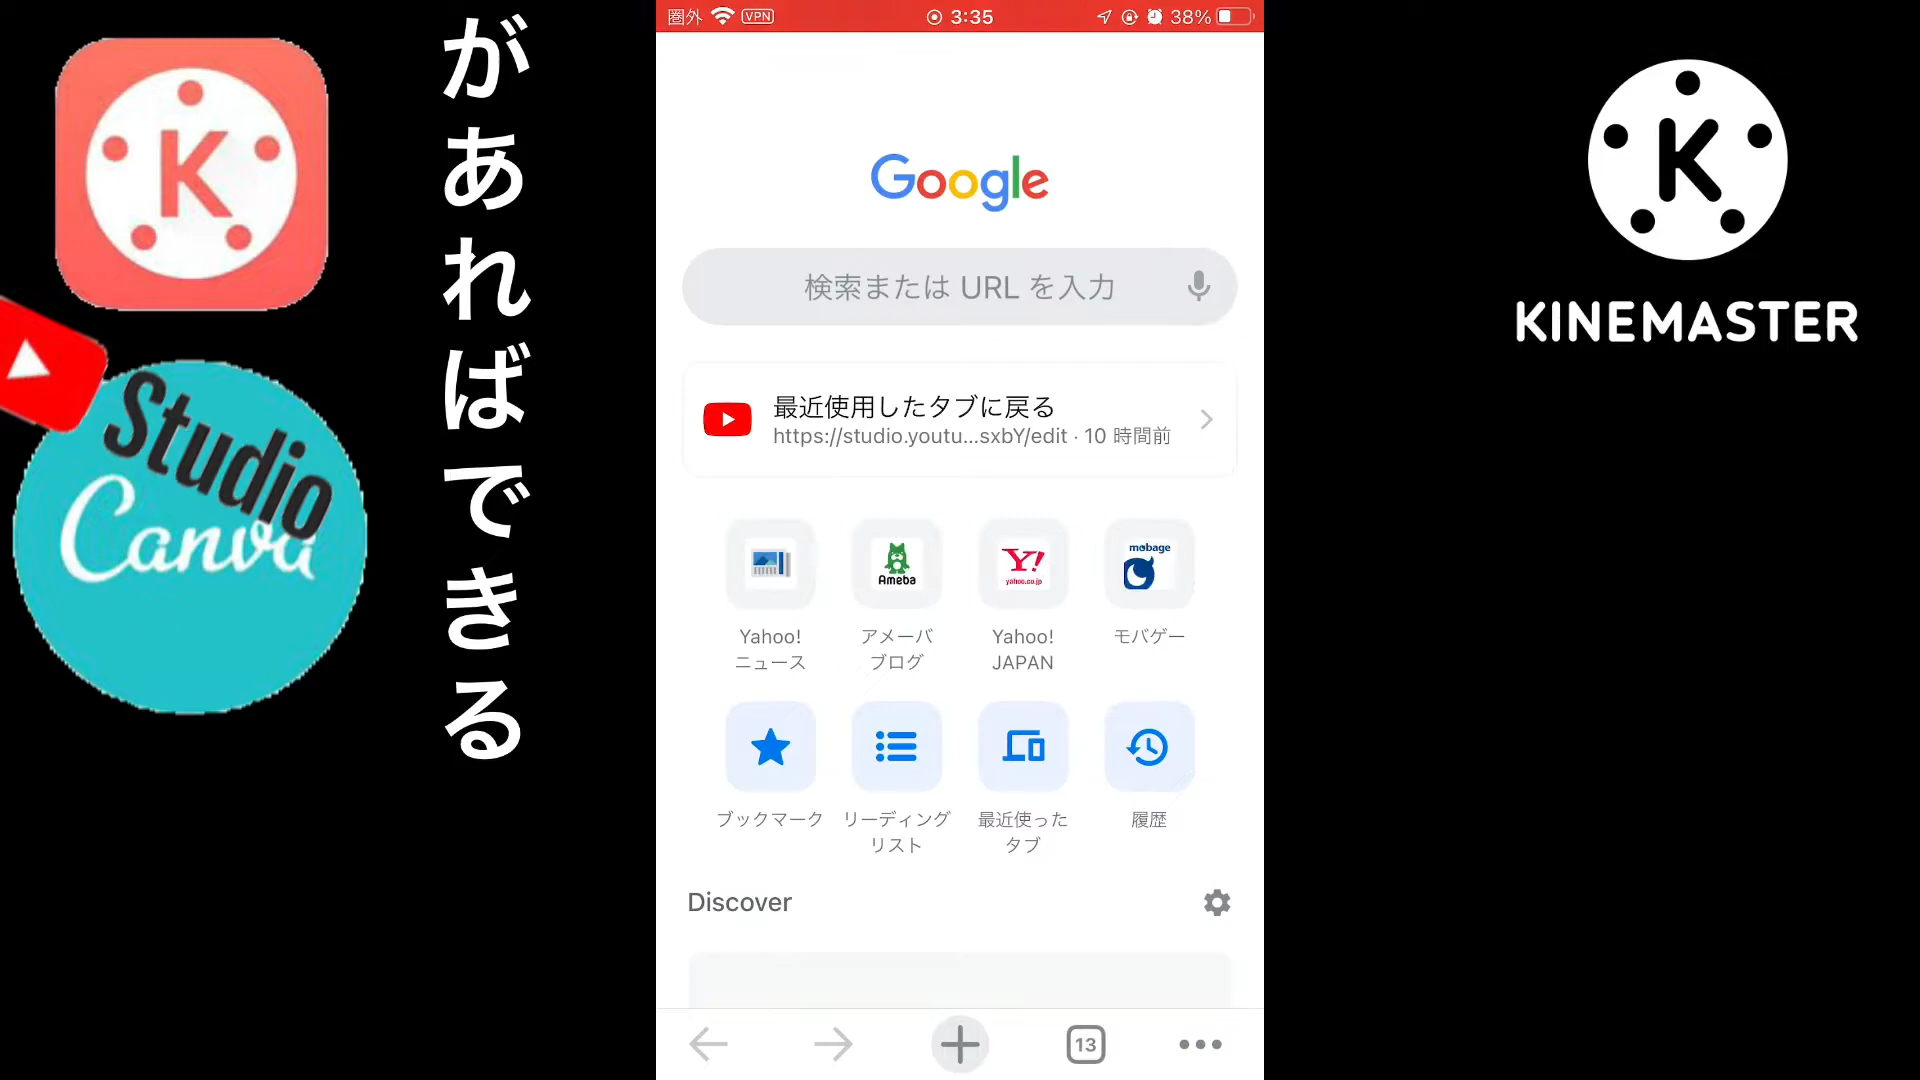 K
Studio
Canva
があればできる
圏外 VPN 3:35 38%
Google
検索または URL を入力
最近使用したタブに戻る
https://studio.youtu...sxbY/edit · 10 時間前
Ameba
Y!
yahoo.co.jp
mobage
Yahoo!
ニュース
アメーバ
ブログ
Yahoo!
JAPAN
モバゲー
ブックマーク
リーディング
リスト
最近使った
タブ
履歴
Discover
13
K
KINEMASTER